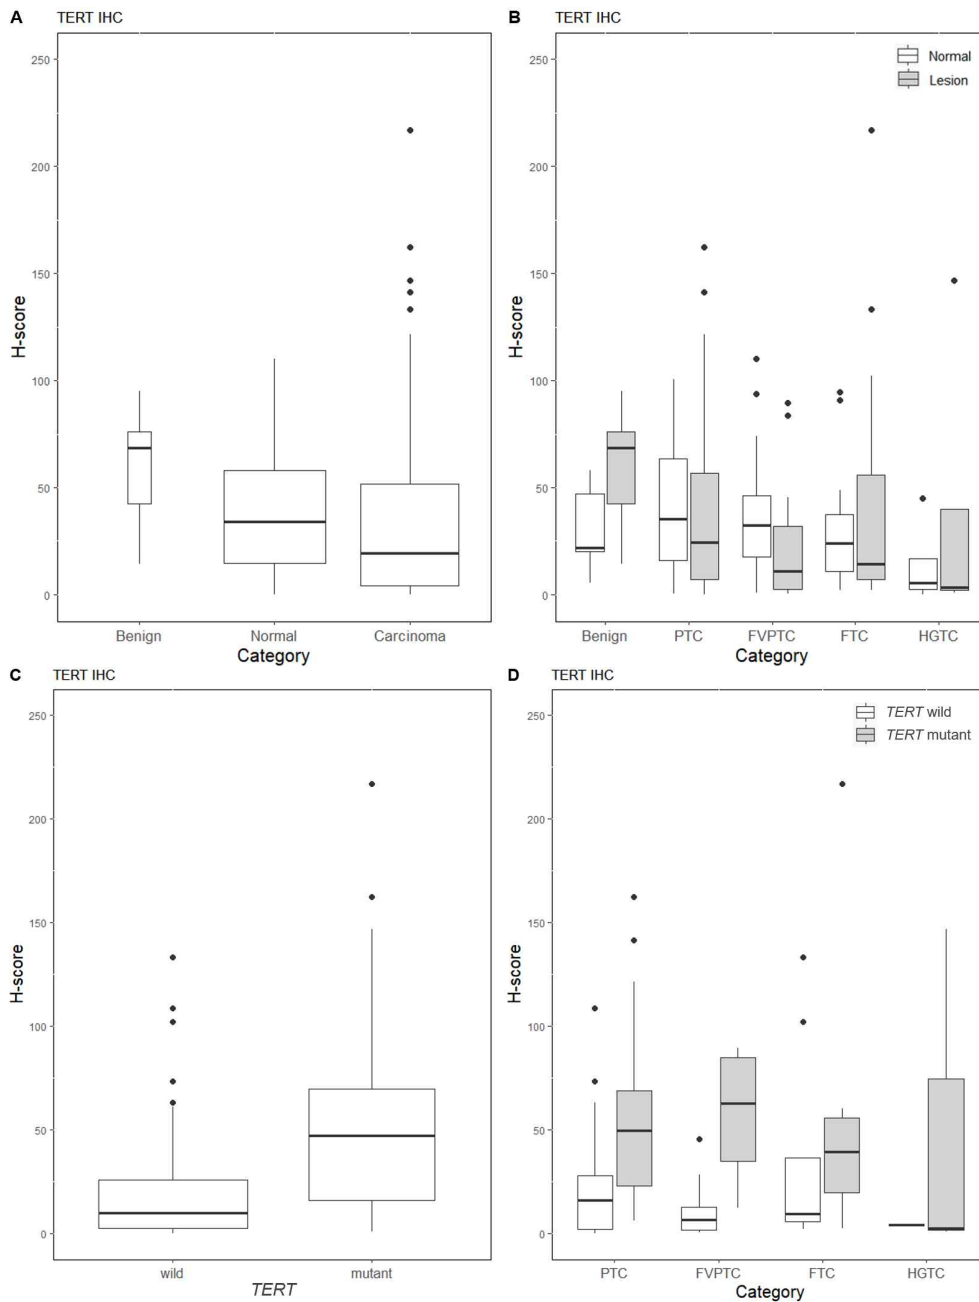 A TERT IHC
250
200
150
100
50
0
H-score
Benign Normal Carcinoma
Category
B TERT IHC
Normal
Lesion
250
200
150
100
50
0
H-score
Benign PTC FVPTC FTC HGTC
Category
C TERT IHC
250
200
150
100
50
0
H-score
wild mutant
TERT
D TERT IHC
TERT wild
TERT mutant
250
200
150
100
50
0
H-score
PTC FVPTC FTC HGTC
Category